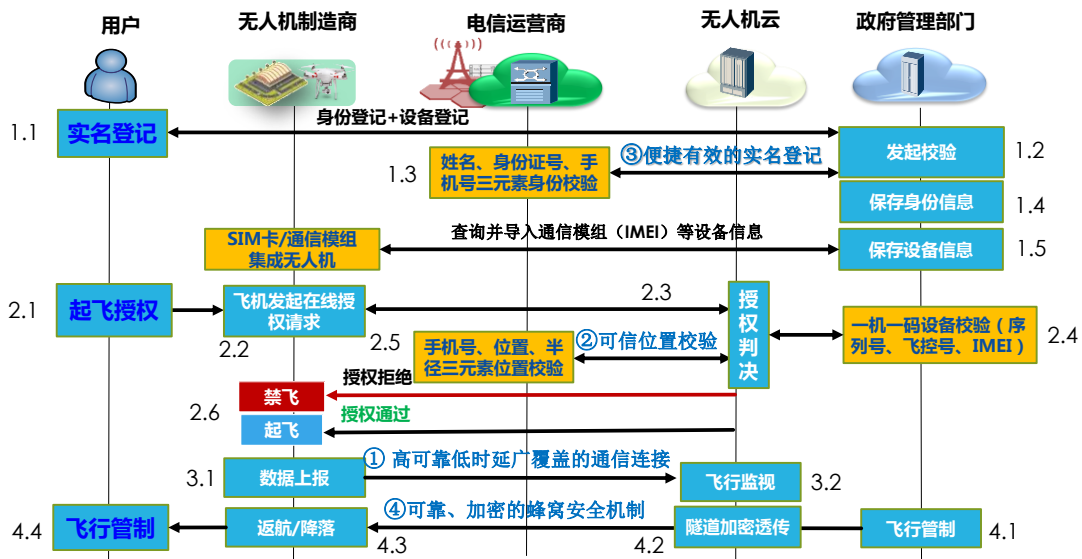 用户
无人机制造商
电信运营商
无人机云
政府管理部门
身份登记+设备登记
1.1
实名登记
③便捷有效的实名登记
发起校验
1.2
1.3
姓名、身份证号、手
机号三元素身份校验
保存身份信息
1.4
SIM卡/通信模组
集成无人机
查询并导入通信模组（IMEI）等设备信息
保存设备信息
1.5
2.1
起飞授权
飞机发起在线授
权请求
2.2
2.3
授
权
判
决
一机一码设备校验（序
列号、飞控号、IMEI）
2.4
2.5
手机号、位置、半
径三元素位置校验
②可信位置校验
授权拒绝
2.6
禁飞
授权通过
起飞
① 高可靠低时延广覆盖的通信连接
3.1
数据上报
飞行监视
3.2
④可靠、加密的蜂窝安全机制
4.4
飞行管制
返航/降落
4.3
隧道加密透传
4.2
飞行管制
4.1